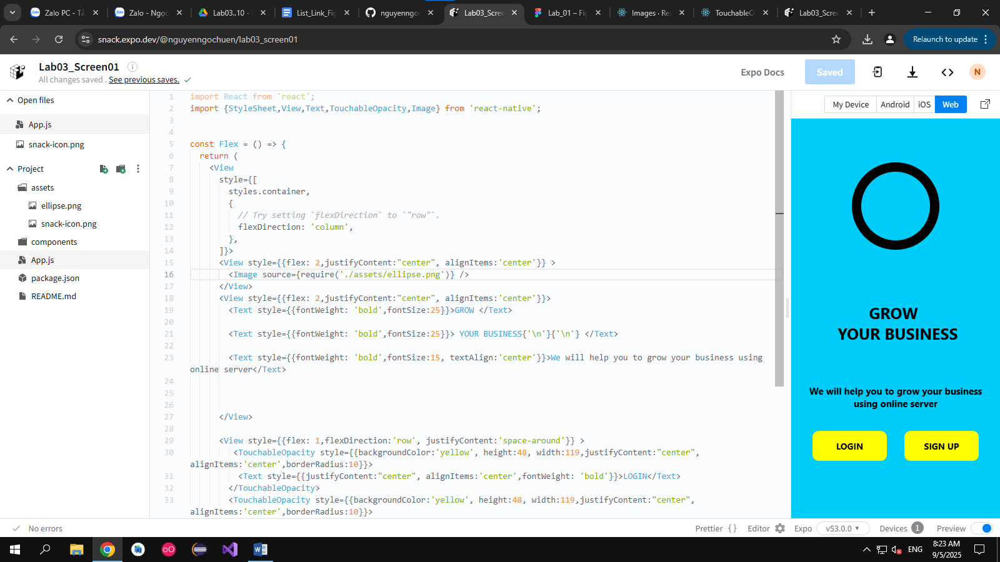 Zalo PC - Tả
Zalo - Ngọc
Lab03..10 -
List_Link_Fig
nguyenngo
Lab03_Scree
Lab_01 – Fig
Images · Rea
TouchableO
Lab03_Scree
snack.expo.dev/@nguyenngochuen/lab03_screen01
Relaunch to update
Lab03_Screen01
All changes saved . See previous saves.
Expo Docs
Saved
N
Open files
App.js
snack-icon.png
Project
assets
ellipse.png
snack-icon.png
components
App.js
package.json
README.md
1 import React from 'react';
2 import {StyleSheet,View,Text,TouchableOpacity,Image} from 'react-native';
3
4
5 const Flex = () => {
6 return (
7 <View
8 style={[
9 styles.container,
10 {
11 // Try setting `flexDirection` to `"row"`.
12 flexDirection: 'column',
13 },
14 ]}>
15 <View style={{flex: 2,justifyContent:"center", alignItems:'center'}} >
16 <Image source={require('./assets/ellipse.png')} />
17 </View>
18 <View style={{flex: 2,justifyContent:"center", alignItems:'center'}}>
19 <Text style={{fontWeight: 'bold',fontSize:25}}>GROW </Text>
20
21 <Text style={{fontWeight: 'bold',fontSize:25}}> YOUR BUSINESS{'\n'}{'\n'} </Text>
22
23 <Text style={{fontWeight: 'bold',fontSize:15, textAlign:'center'}}>We will help you to grow your business using
online server</Text>
24
25
26
27 </View>
28
29 <View style={{flex: 1,flexDirection:'row', justifyContent:'space-around'}} >
30 <TouchableOpacity style={{backgroundColor:'yellow', height:48, width:119,justifyContent:"center",
alignItems:'center',borderRadius:10}}>
31 <Text style={{justifyContent:"center", alignItems:'center',fontWeight: 'bold'}}>LOGIN</Text>
32 </TouchableOpacity>
33 <TouchableOpacity style={{backgroundColor:'yellow', height:48, width:119,justifyContent:"center",
alignItems:'center',borderRadius:10}}>
My Device
Android
iOS
Web
GROW
YOUR BUSINESS
We will help you to grow your business
using online server
LOGIN
SIGN UP
No errors
Prettier { }
Editor
Expo
v53.0.0
Devices 1
Preview
ENG
8:23 AM
9/5/2025